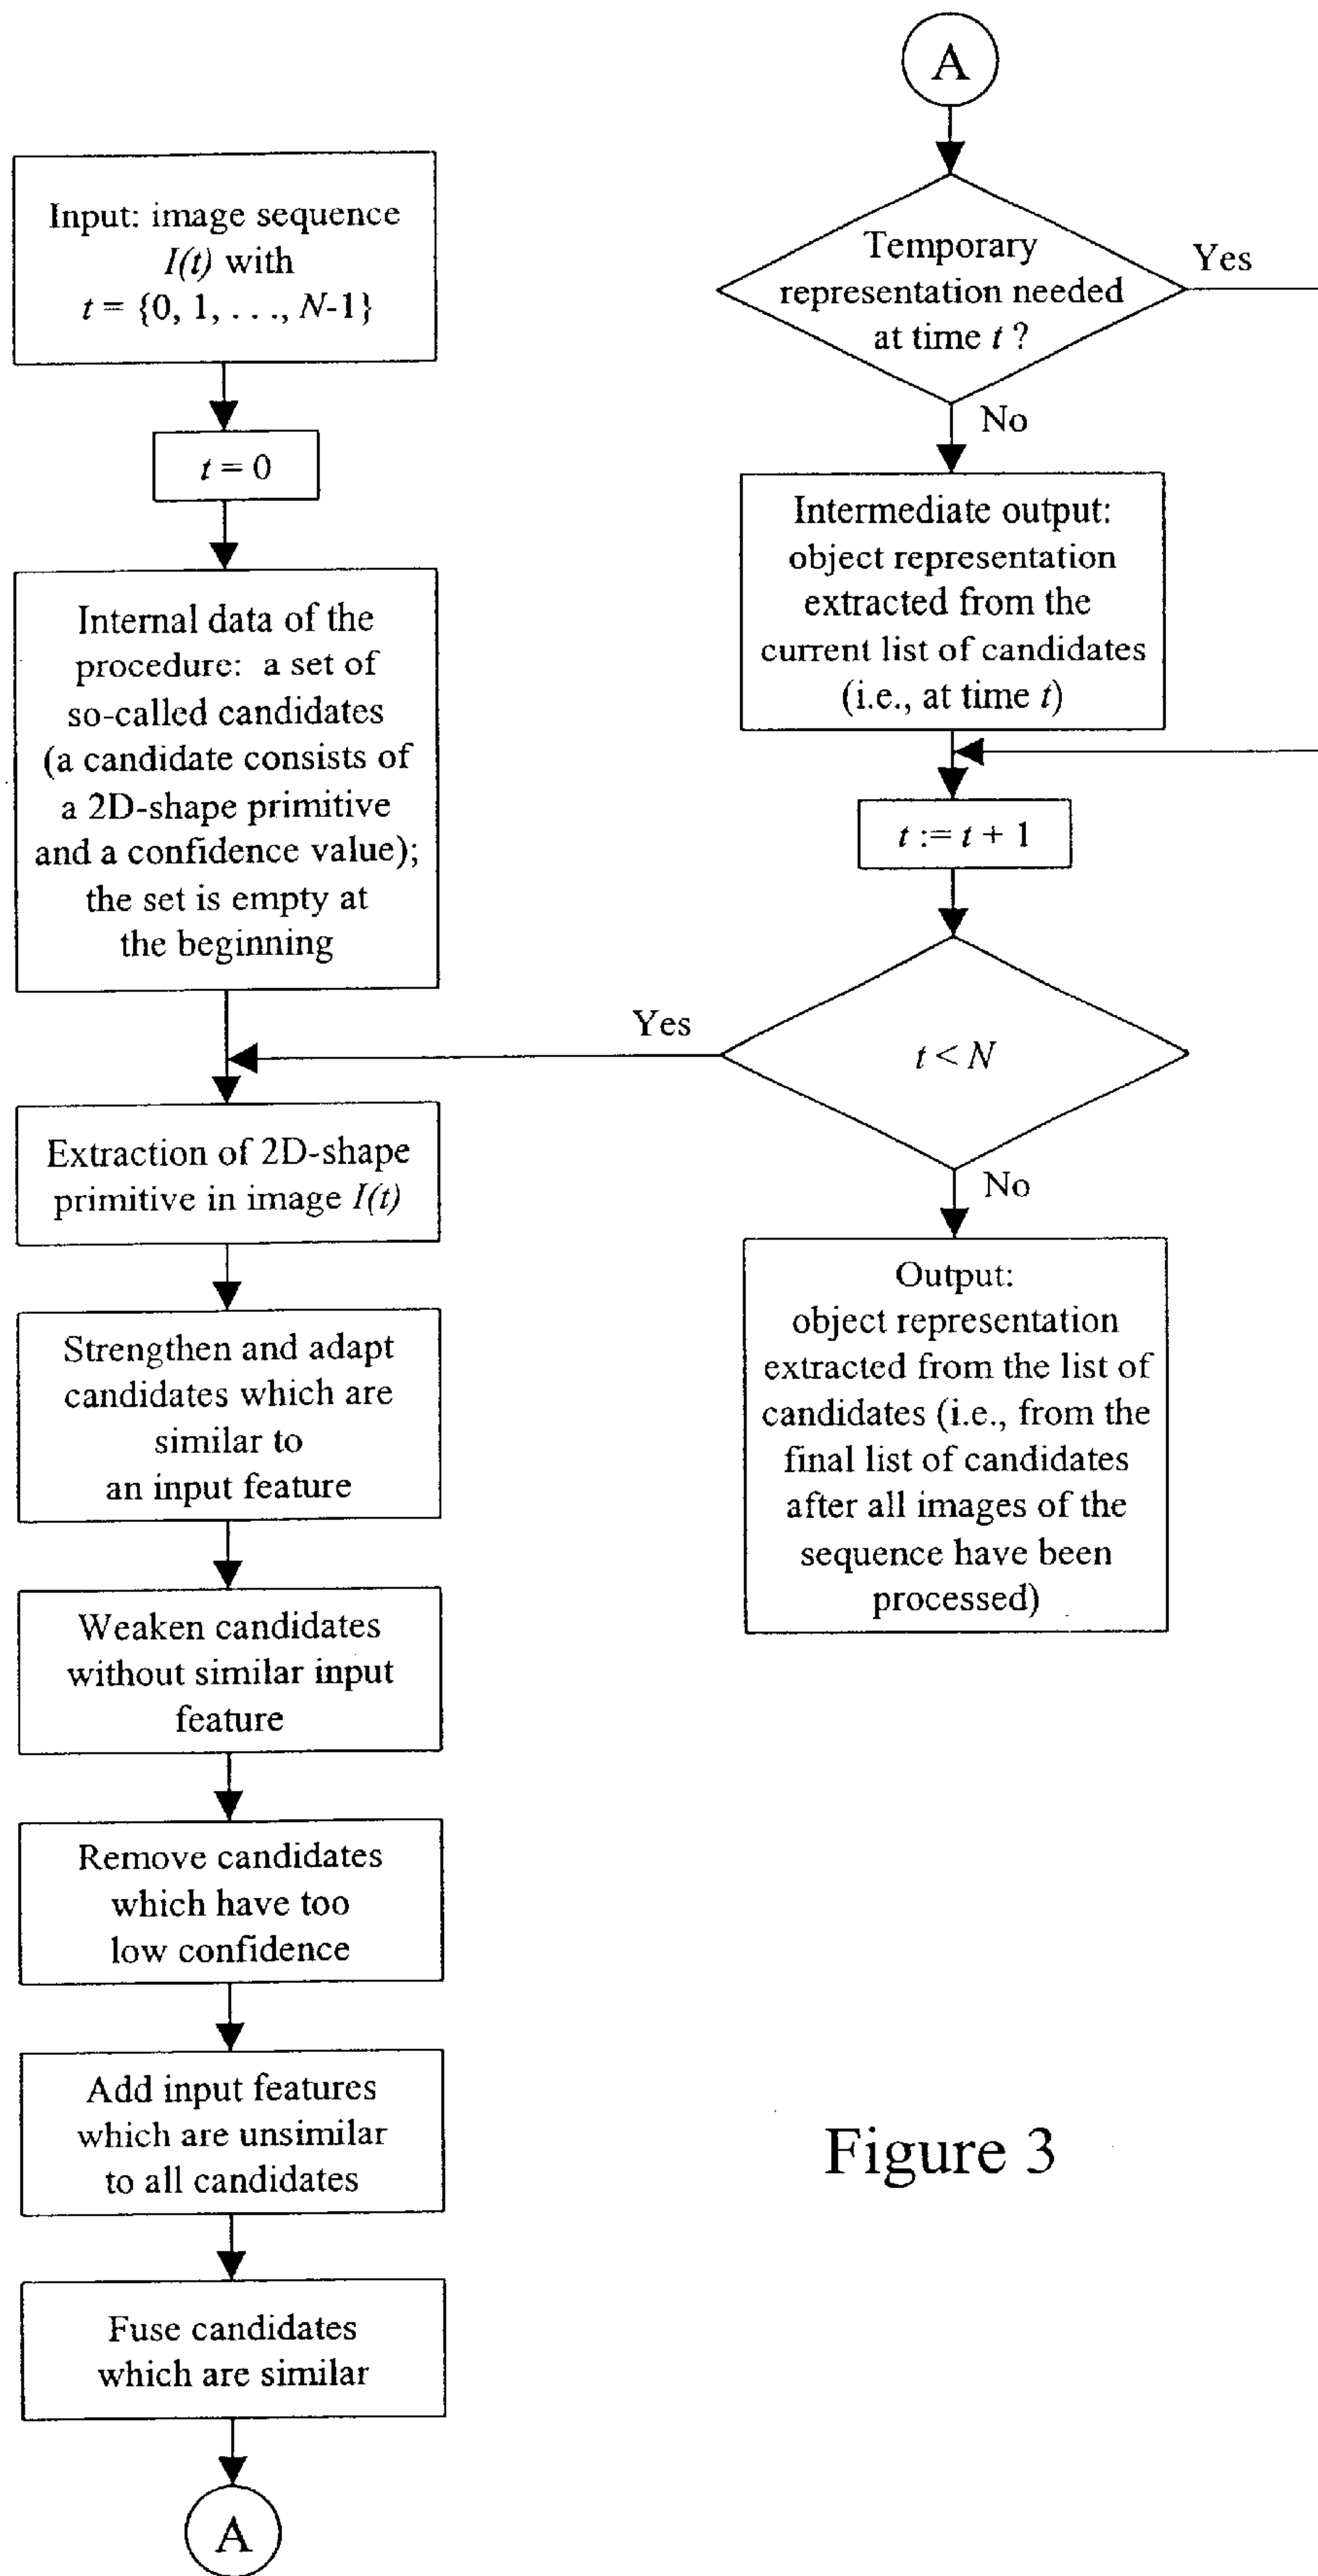 Input: image sequence
I(t) with
t = {0, 1, . . ., N-1}
t = 0
Internal data of the
procedure: a set of
so-called candidates
(a candidate consists of
a 2D-shape primitive
and a confidence value);
the set is empty at
the beginning
Extraction of 2D-shape
primitive in image I(t)
Strengthen and adapt
candidates which are
similar to
an input feature
Weaken candidates
without similar input
feature
Remove candidates
which have too
low confidence
Add input features
which are unsimilar
to all candidates
Fuse candidates
which are similar
A
A
Temporary
representation needed
at time t ?
Yes
No
Intermediate output:
object representation
extracted from the
current list of candidates
(i.e., at time t)
t := t + 1
Yes
t < N
No
Output:
object representation
extracted from the list of
candidates (i.e., from the
final list of candidates
after all images of the
sequence have been
processed)
Figure 3